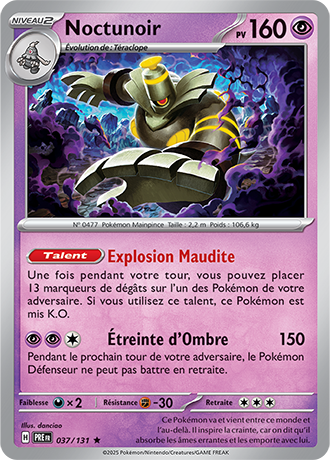 NIVEAU 2 Noctunoir PV 160
Évolution de : Téraclope
N° 0477 Pokémon Mainpince Taille : 2,2 m Poids : 106,6 kg
Talent Explosion Maudite
Une fois pendant votre tour, vous pouvez placer
13 marqueurs de dégâts sur l'un des Pokémon de votre
adversaire. Si vous utilisez ce talent, ce Pokémon est
mis K.O.
Étreinte d'Ombre 150
Pendant le prochain tour de votre adversaire, le Pokémon
Défenseur ne peut pas battre en retraite.
Faiblesse ×2 Résistance -30 Retraite
Illus. danciao
H PRE FR 037/131 ★
Ce Pokémon va et vient entre ce monde et
l'au-delà. Il inspire la crainte, car on dit qu'il
absorbe les âmes errantes et les emporte avec lui.
©2025 Pokémon/Nintendo/Creatures/GAME FREAK